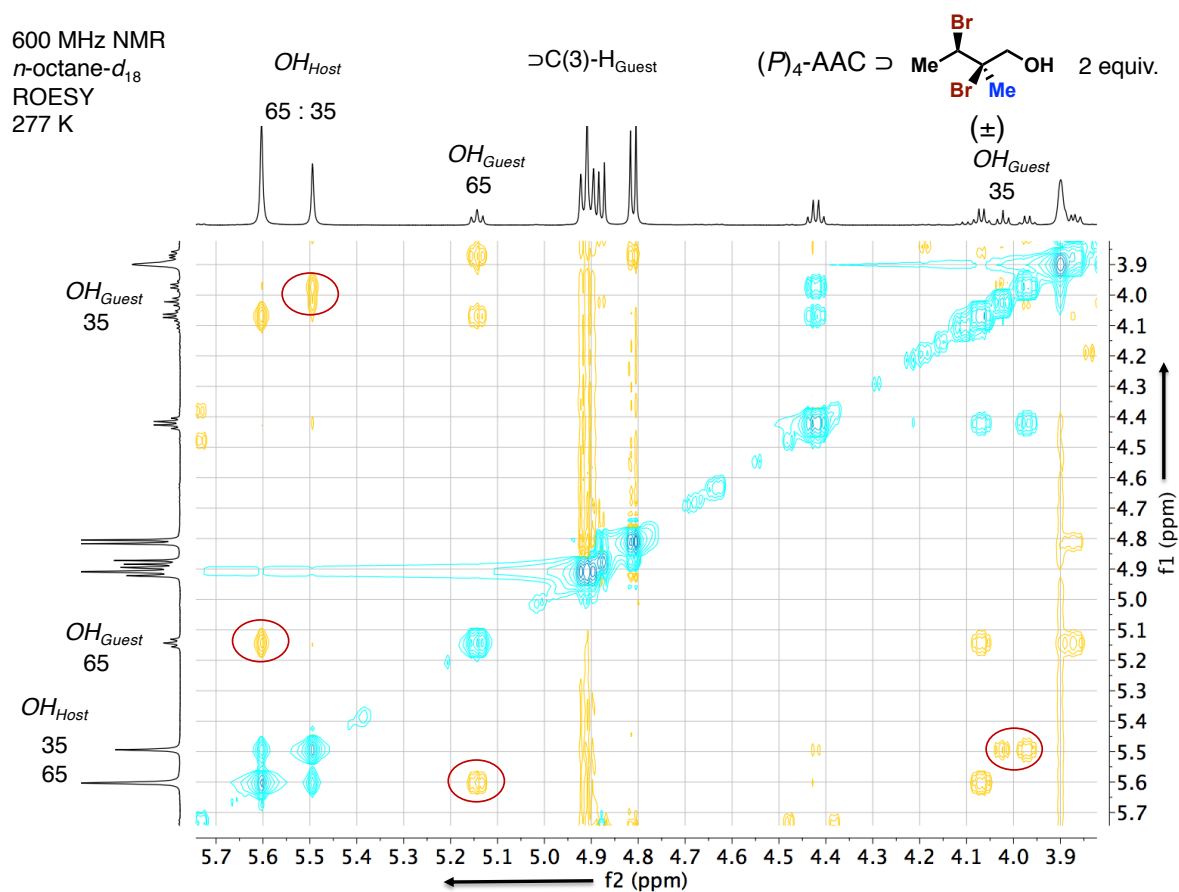 600 MHz NMR
n-octane-d18
ROESY
277 K
OHHost
65 : 35
⊃C(3)-HGuest
(P)4-AAC ⊃
Br
Me
OH
Br
Me
2 equiv.
(±)
OHGuest
65
OHGuest
35
OHGuest
35
OHGuest
65
OHHost
35
65
3.9
4.0
4.1
4.2
4.3
4.4
4.5
4.6
4.7
4.8
4.9
5.0
5.1
5.2
5.3
5.4
5.5
5.6
5.7
f1 (ppm)
5.7 5.6 5.5 5.4 5.3 5.2 5.1 5.0 4.9 4.8 4.7 4.6 4.5 4.4 4.3 4.2 4.1 4.0 3.9
f2 (ppm)